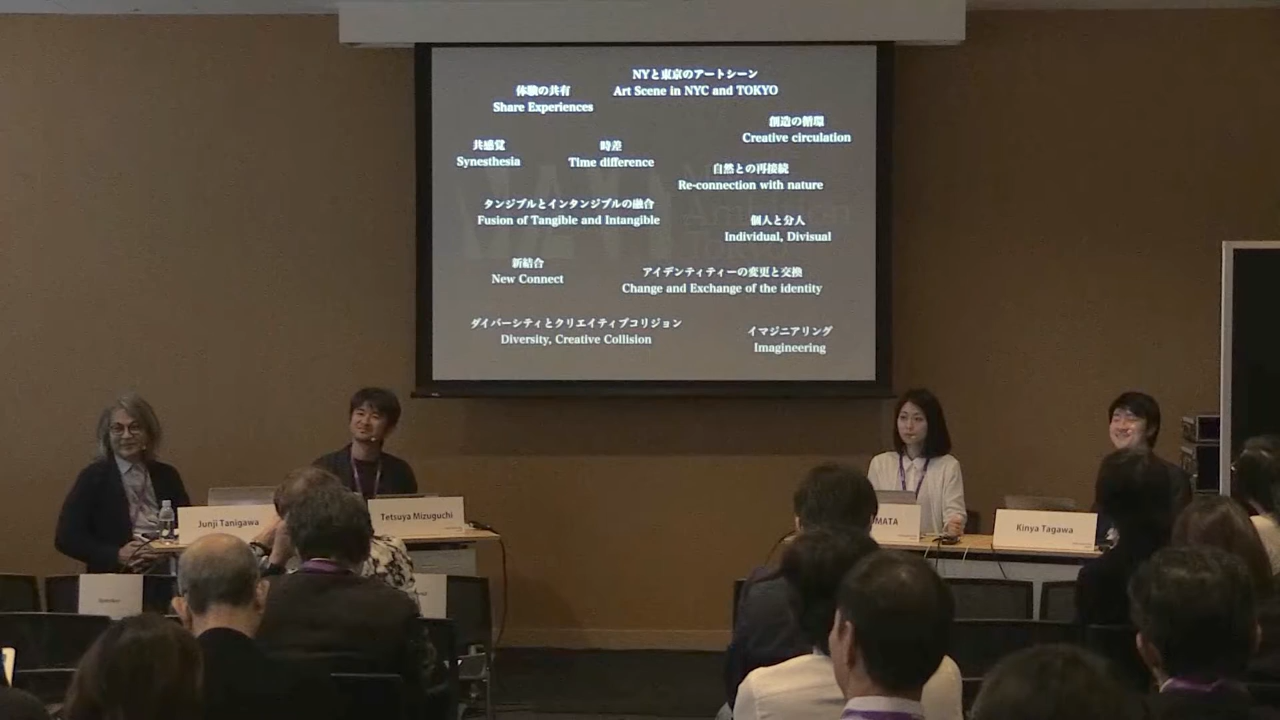 NYと東京のアートシーン
Art Scene in NYC and TOKYO
体験の共有
Share Experiences
創造の循環
Creative circulation
共感覚
Synesthesia
時差
Time difference
自然との再接続
Re-connection with nature
タンジブルとインタンジブルの融合
Fusion of Tangible and Intangible
個人と分人
Individual, Divisual
新結合
New Connect
アイデンティティーの変更と交換
Change and Exchange of the identity
ダイバーシティとクリエイティブコリジョン
Diversity, Creative Collision
イマジニアリング
Imagineering
Junji Tanigawa
Tetsuya Mizuguchi
MATA
Kinya Tagawa